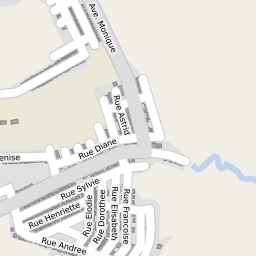 Ave. Monique
Rue Astrid
Rue Diane
enise
Rue Sylvie
Rue Françoise
Rue Elisabeth
Rue Dorothee
Rue Elodie
Rue Henriette
Rue Andree